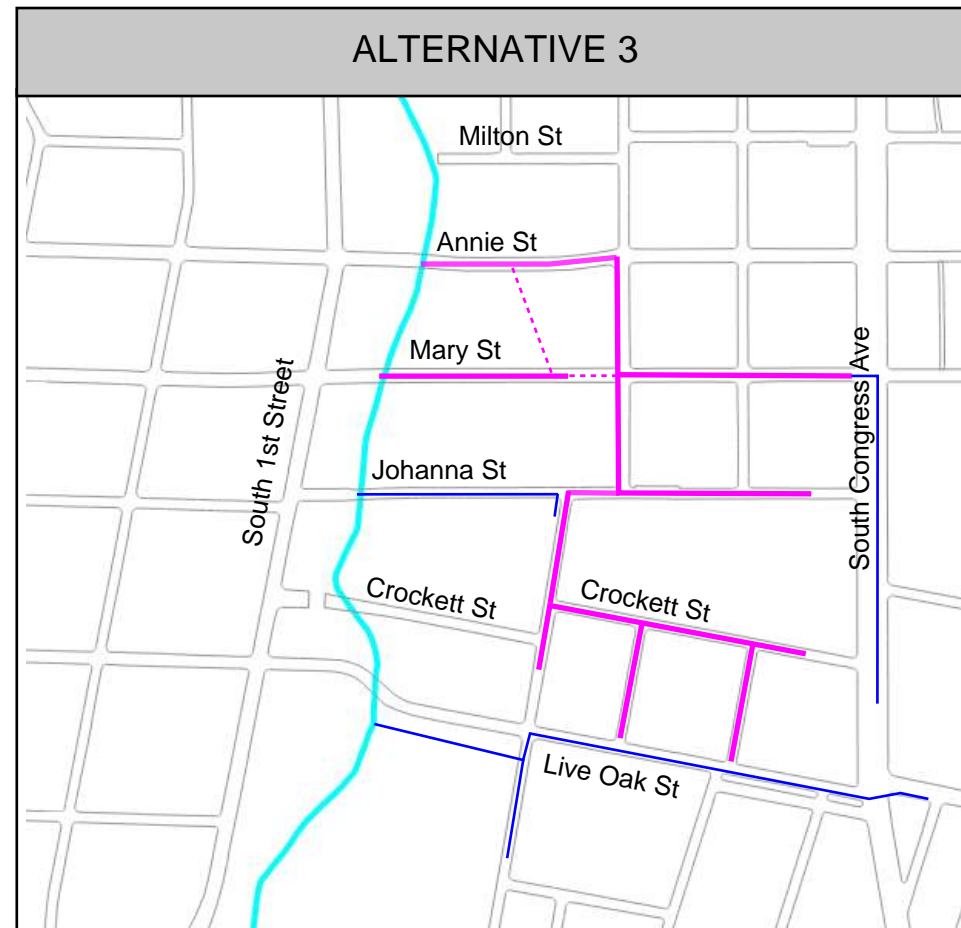 ALTERNATIVE 3
Milton St
Annie St
Mary St
South 1st Street
South Congress Ave
Johanna St
Crockett St
Crockett St
Live Oak St